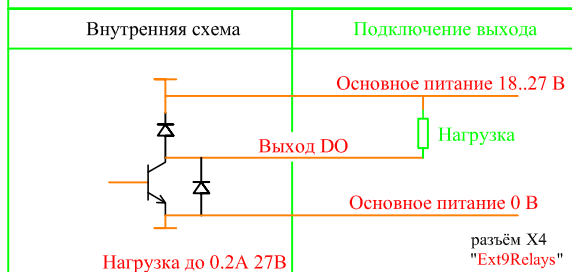 Внутренняя схема
Подключение выхода
Основное питание 18..27 В
Нагрузка
Выход DO
Основное питание 0 В
разъём X4
"Ext9Relays"
Нагрузка до 0.2А 27В